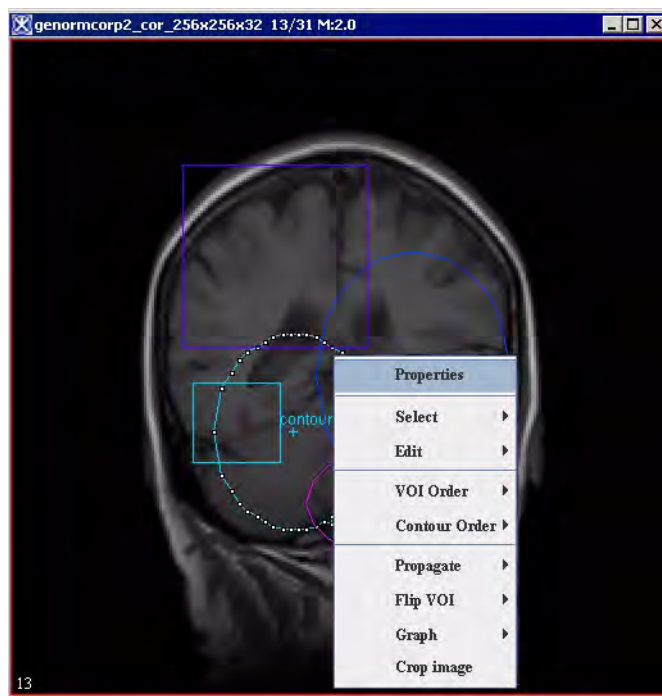 genormcorp2_cor_256x256x32 13/31 M:2.0
contour
Properties
Select
Edit
VOI Order
Contour Order
Propagate
Flip VOI
Graph
Crop image
13